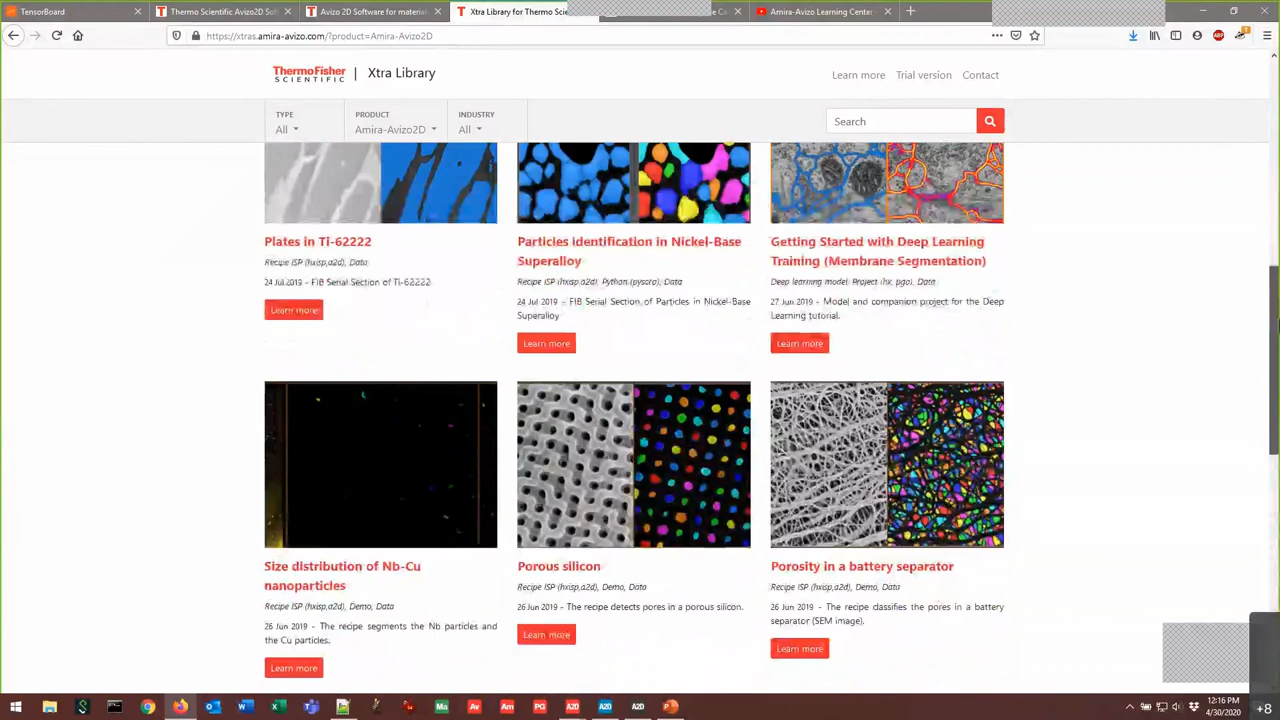 TensorBoard
Thermo Scientific Avizo2D Soft
Avizo 2D Software for material
Xtra Library for Thermo Scie
Amira-Avizo Learning Center
https://xtras.amira-avizo.com/?product=Amira-Avizo2D
ThermoFisher
SCIENTIFIC
| Xtra Library
Learn more
Trial version
Contact
TYPE
All
PRODUCT
Amira-Avizo2D
INDUSTRY
All
Search
Plates in Ti-62222
Recipe ISP (hxisp,a2d), Data
24 Jul 2019 - FIB Serial Section of Ti-62222
Learn more
Particles identification in Nickel-Base
Superalloy
Recipe ISP (hxisp,a2d), Python (pyscro), Data
24 Jul 2019 - FIB Serial Section of Particles in Nickel-Base
Superalloy
Learn more
Getting Started with Deep Learning
Training (Membrane Segmentation)
Deep learning model, Project (hx, pgo), Data
27 Jun 2019 - Model and companion project for the Deep
Learning tutorial.
Learn more
Size distribution of Nb-Cu
nanoparticles
Recipe ISP (hxisp,a2d), Demo, Data
26 Jun 2019 - The recipe segments the Nb particles and
the Cu particles.
Learn more
Porous silicon
Recipe ISP (hxisp,a2d), Demo, Data
26 Jun 2019 - The recipe detects pores in a porous silicon.
Learn more
Porosity in a battery separator
Recipe ISP (hxisp,a2d), Demo, Data
26 Jun 2019 - The recipe classifies the pores in a battery
separator (SEM image).
Learn more
Ma
Av
Am
PG
A2D
A2D
A2D
12:16 PM
4/30/2020
+8